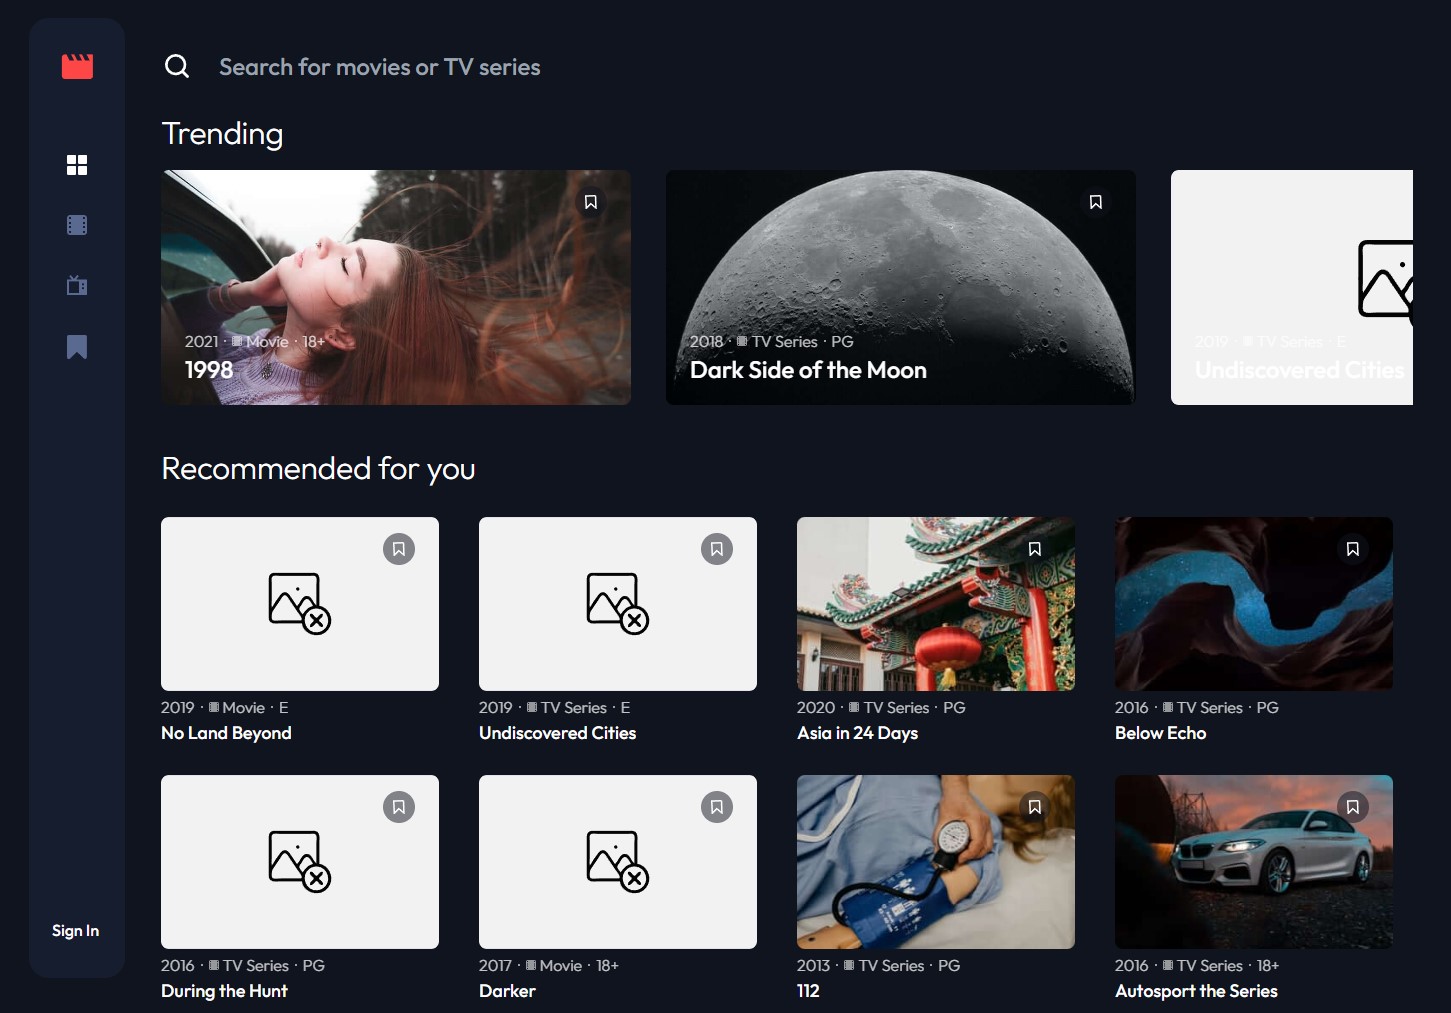 Search for movies or TV series
Trending
2021 · Movie · 18+
1998
2018 · TV Series · PG
Dark Side of the Moon
2019 · TV Series · E
Undiscovered Cities
Recommended for you
2019 · Movie · E
No Land Beyond
2019 · TV Series · E
Undiscovered Cities
2020 · TV Series · PG
Asia in 24 Days
2016 · TV Series · PG
Below Echo
2016 · TV Series · PG
During the Hunt
2017 · Movie · 18+
Darker
2013 · TV Series · PG
112
2016 · TV Series · 18+
Autosport the Series
Sign In